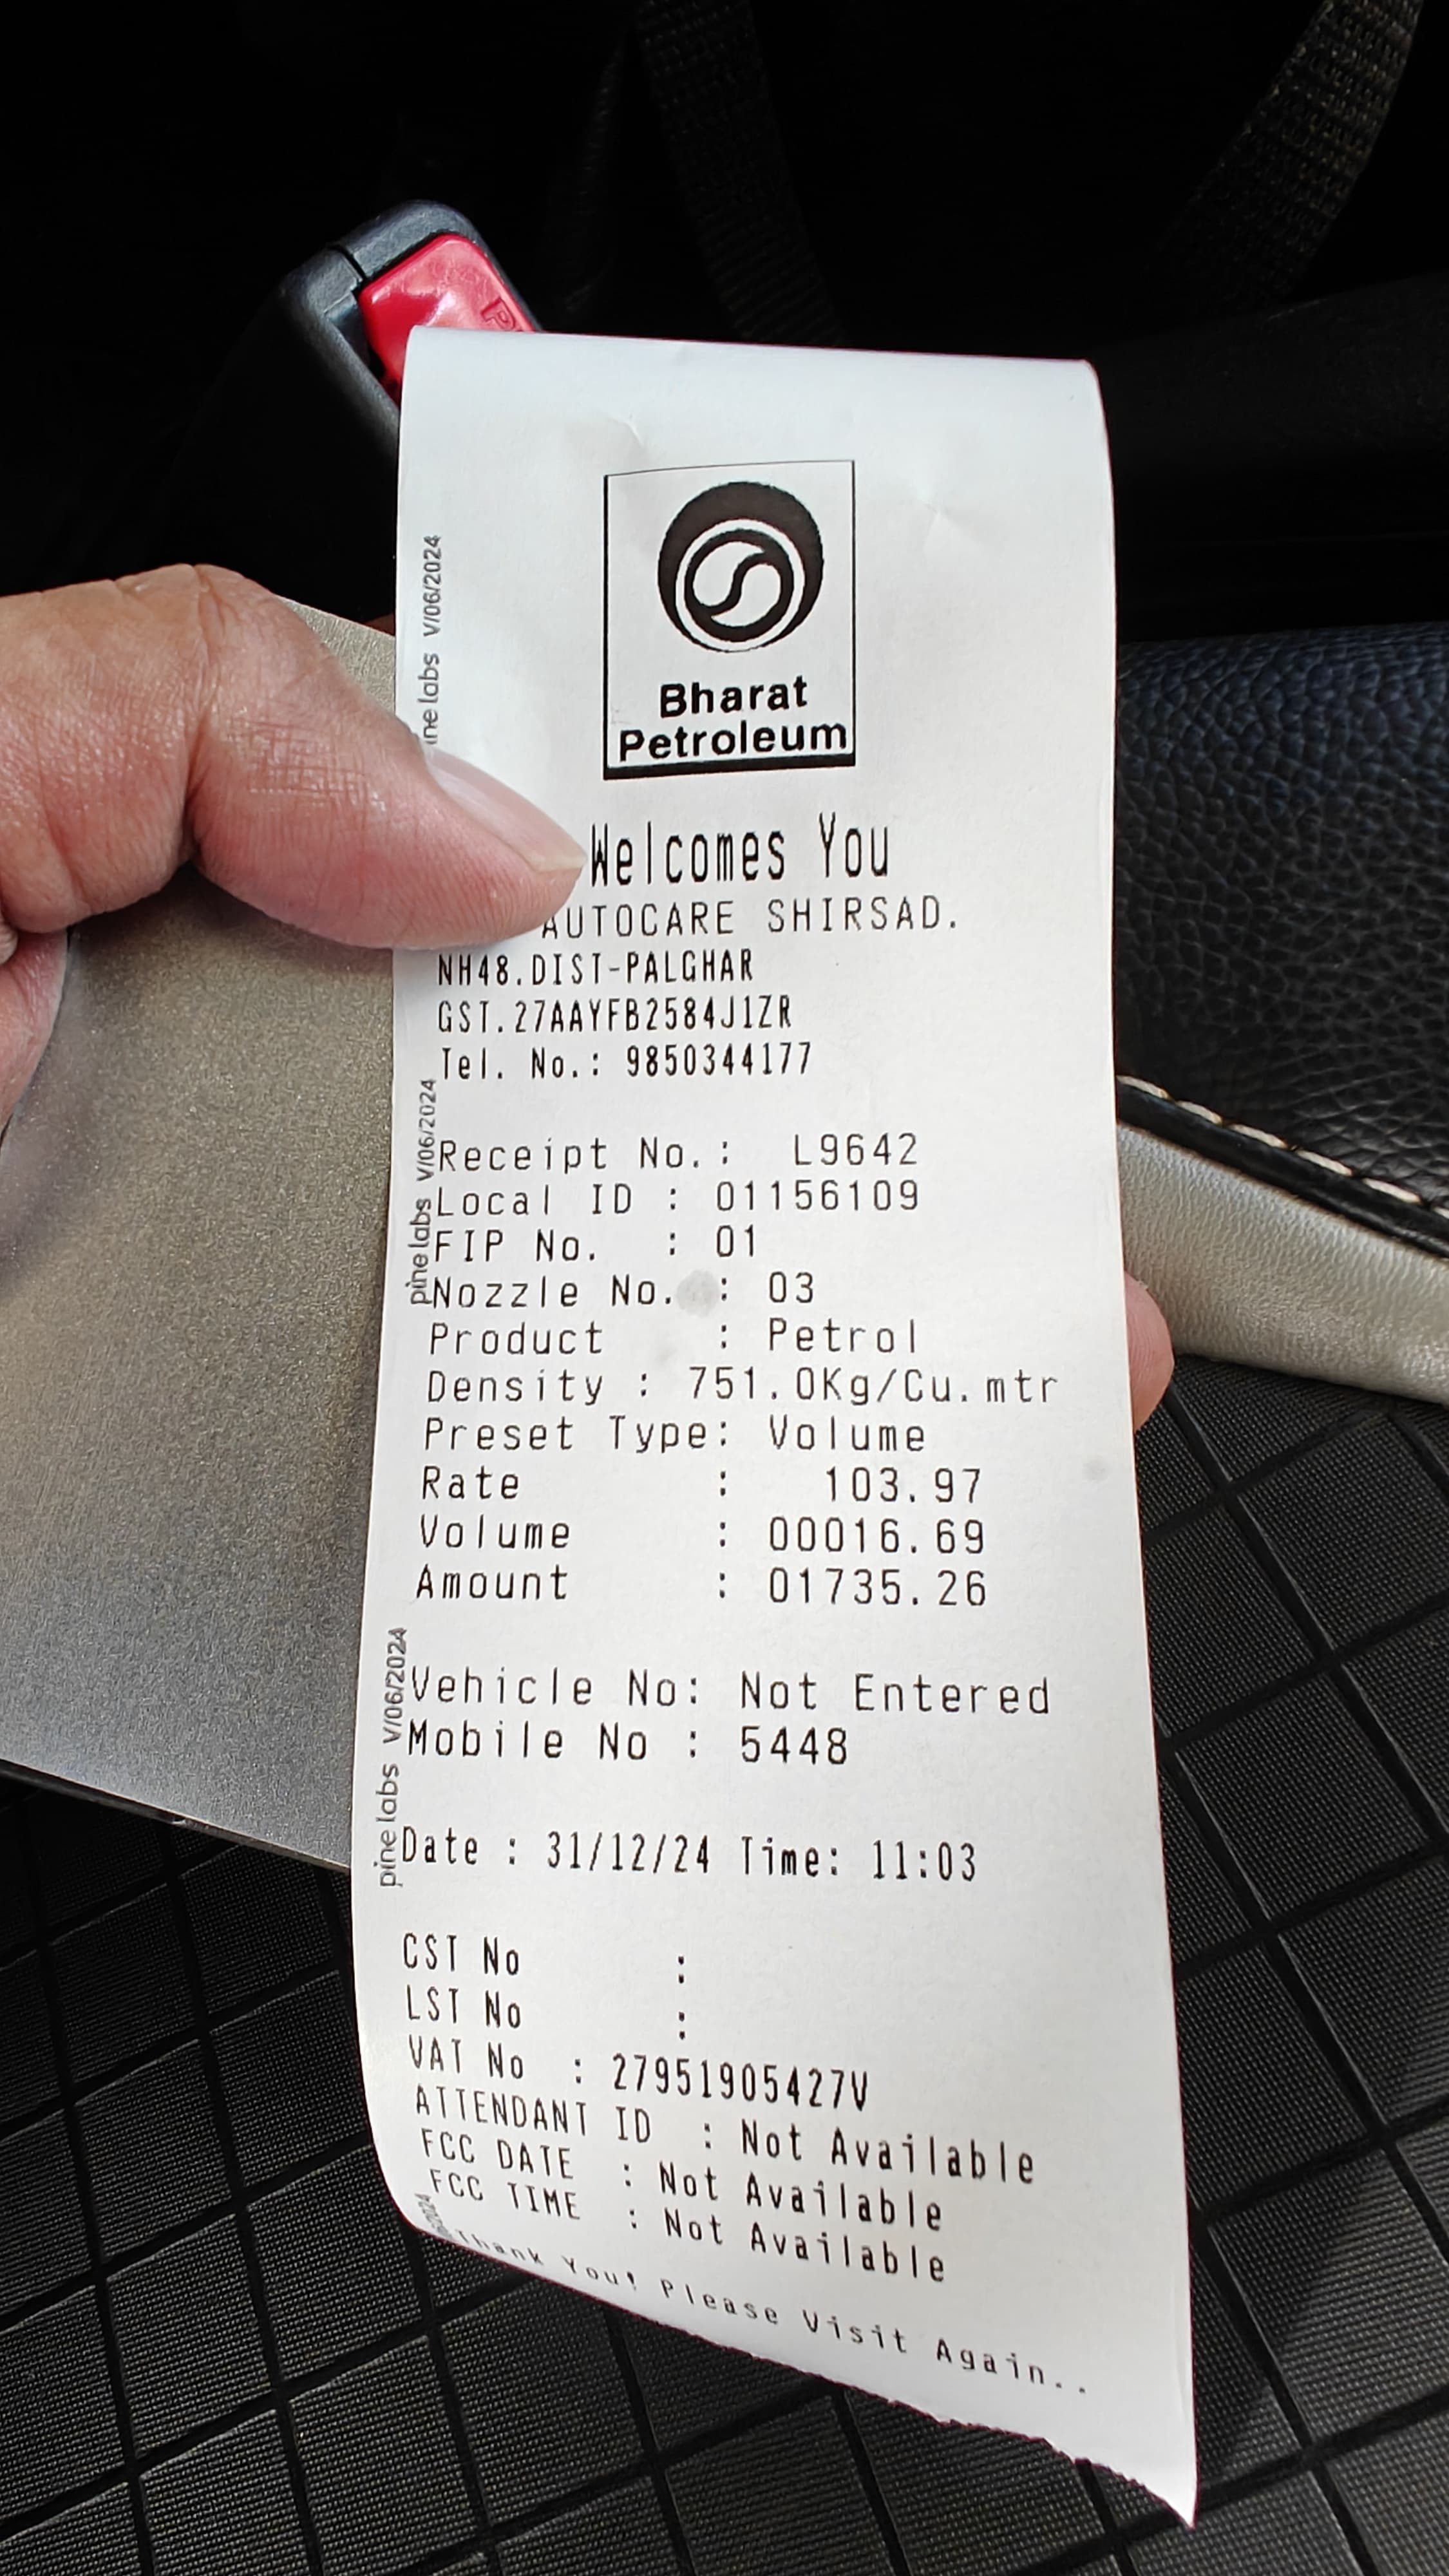 P
Bharat
Petroleum
Welcomes You
AUTOCARE SHIRSAD.
NH48.DIST-PALGHAR
GST.27AAYFB2584J1ZR
Tel. No.: 9850344177
Receipt No.: L9642
Local ID : 01156109
FIP No. : 01
Nozzle No. : 03
Product : Petrol
Density : 751.0Kg/Cu.mtr
Preset Type: Volume
Rate : 103.97
Volume : 00016.69
Amount : 01735.26
Vehicle No: Not Entered
Mobile No : 5448
Date : 31/12/24 Time: 11:03
CST No :
LST No :
VAT No : 27951905427V
ATTENDANT ID : Not Available
FCC DATE : Not Available
FCC TIME : Not Available
Thank You! Please Visit Again..
ine labs V/06/2024
pine labs V/06/2024
pine labs V/06/2024